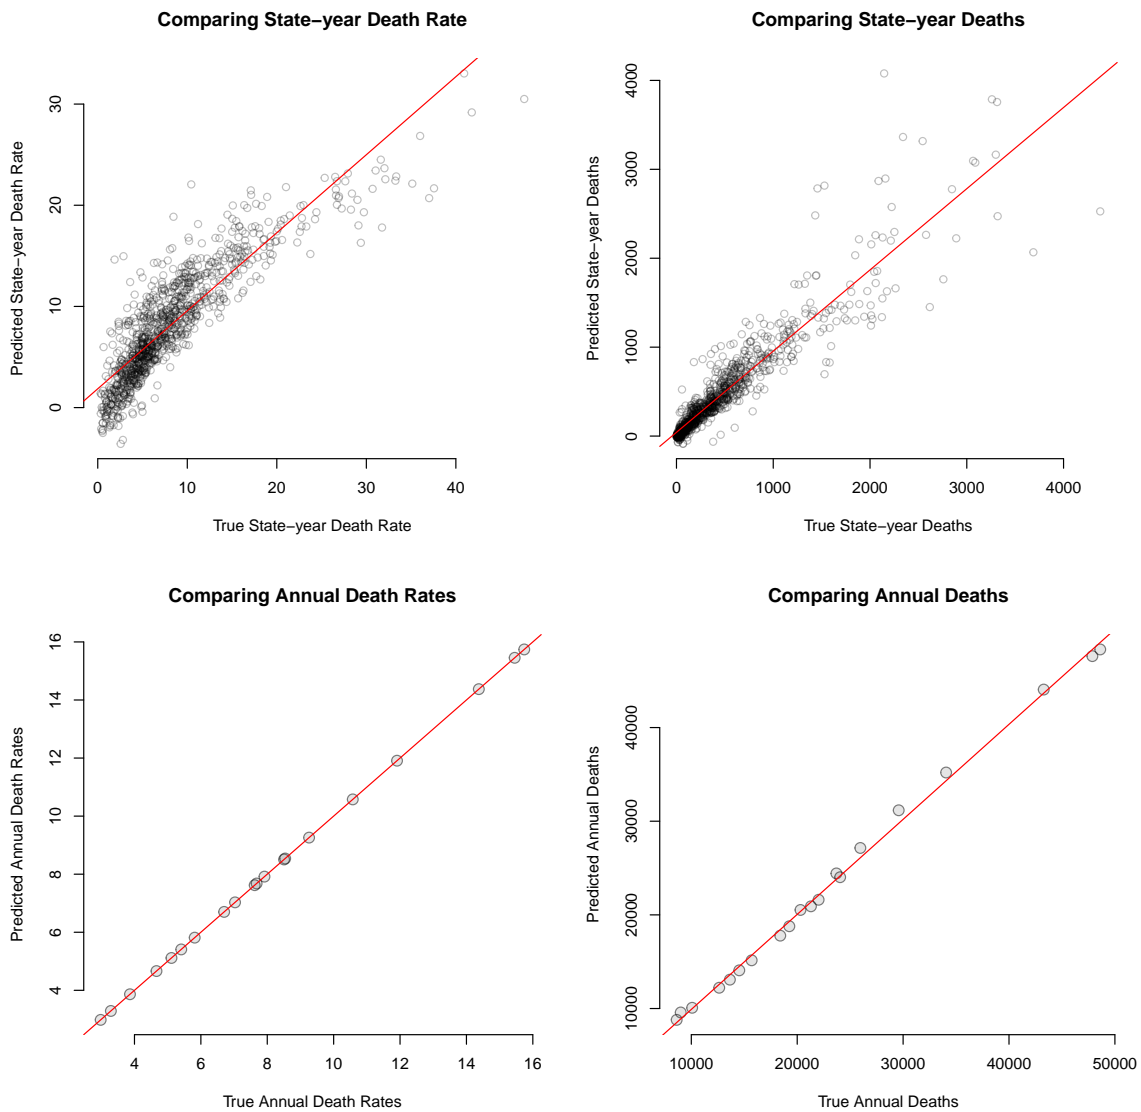 Comparing State−year Death Rate
Predicted State−year Death Rate
0 10 20 30
0 10 20 30 40
True State−year Death Rate
Comparing State−year Deaths
Predicted State−year Deaths
0 1000 2000 3000 4000
0 1000 2000 3000 4000
True State−year Deaths
Comparing Annual Death Rates
Predicted Annual Death Rates
4 6 8 10 12 14 16
4 6 8 10 12 14 16
True Annual Death Rates
Comparing Annual Deaths
Predicted Annual Deaths
10000 20000 30000 40000
10000 20000 30000 40000 50000
True Annual Deaths